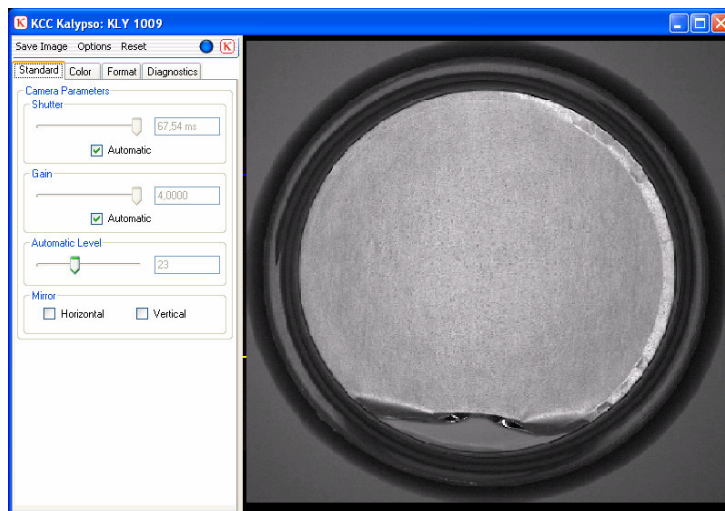 KCC Kalypso: KLY 1009
Save Image Options Reset
Standard Color Format Diagnostics
Camera Parameters
Shutter
67,54 ms
Automatic
Gain
4,0000
Automatic
Automatic Level
23
Mirror
Horizontal Vertical